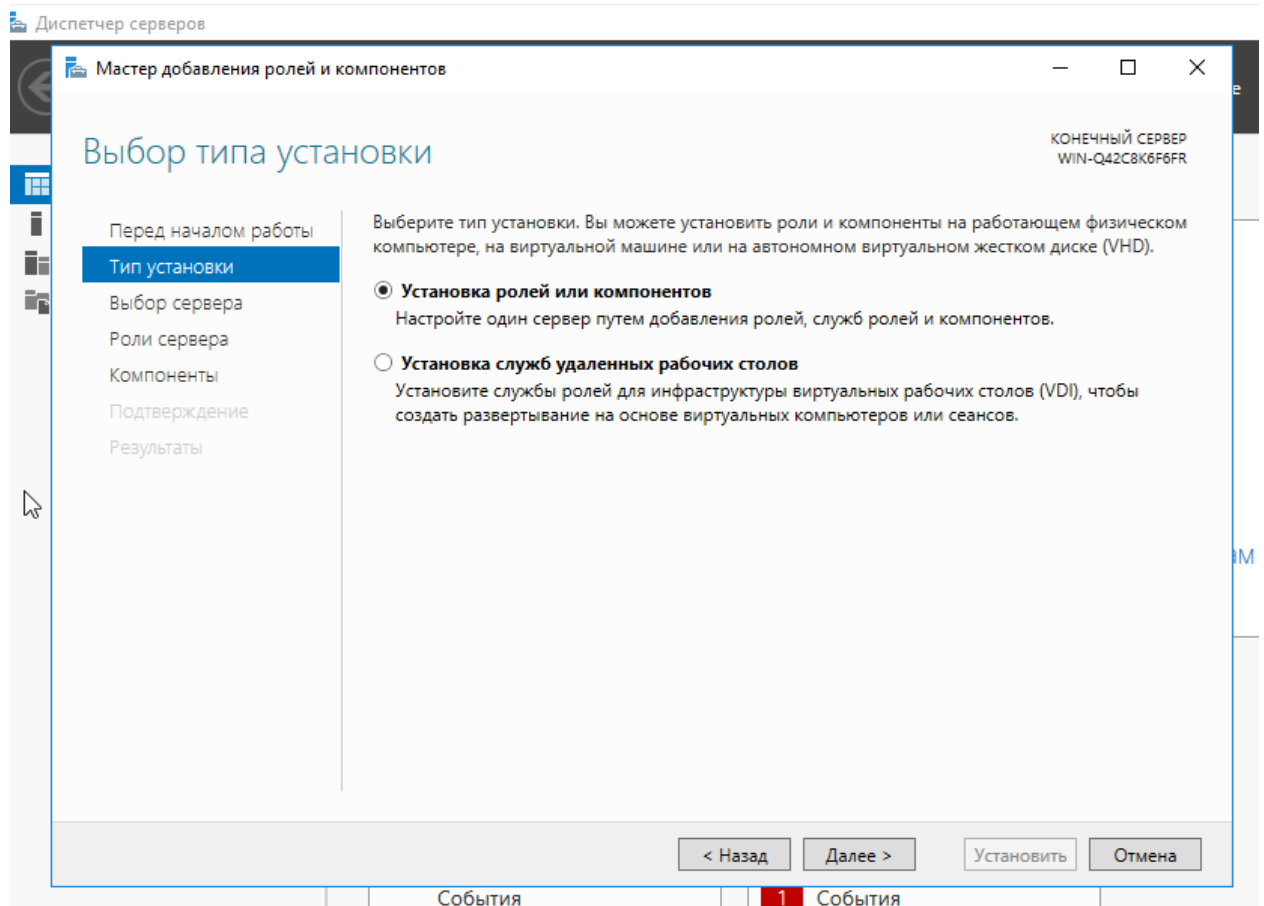 Диспетчер серверов
Мастер добавления ролей и компонентов
Выбор типа установки
КОНЕЧНЫЙ СЕРВЕР
WIN-Q42C8K6F6FR
Перед началом работы
Тип установки
Выбор сервера
Роли сервера
Компоненты
Подтверждение
Результаты
Выберите тип установки. Вы можете установить роли и компоненты на работающем физическом
компьютере, на виртуальной машине или на автономном виртуальном жестком диске (VHD).
Установка ролей или компонентов
Настройте один сервер путем добавления ролей, служб ролей и компонентов.
Установка служб удаленных рабочих столов
Установите службы ролей для инфраструктуры виртуальных рабочих столов (VDI), чтобы
создать развертывание на основе виртуальных компьютеров или сеансов.
< Назад Далее > Установить Отмена
События 1 События